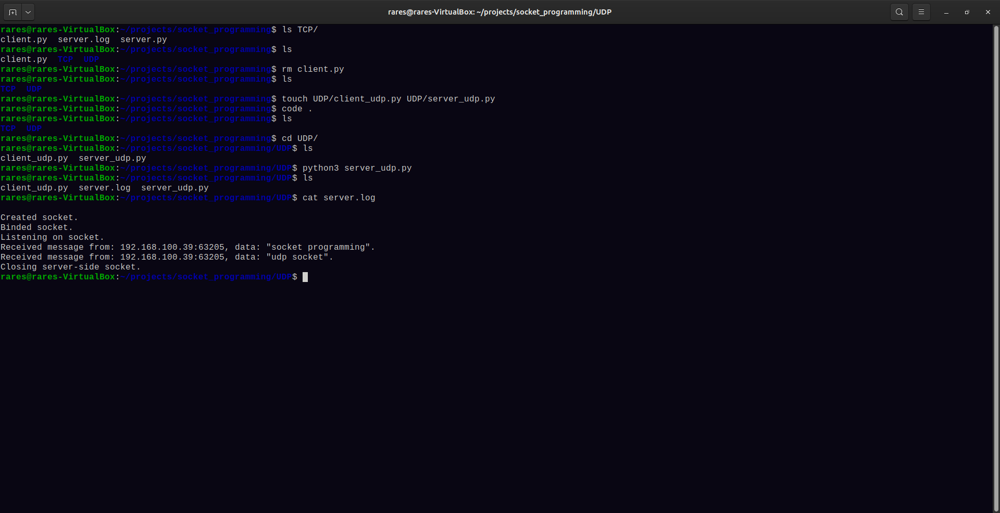 rares@rares-VirtualBox: ~/projects/socket_programming/UDP
rares@rares-VirtualBox:~/projects/socket_programming$ ls TCP/
client.py  server.log  server.py
rares@rares-VirtualBox:~/projects/socket_programming$ ls
client.py  TCP  UDP
rares@rares-VirtualBox:~/projects/socket_programming$ rm client.py
rares@rares-VirtualBox:~/projects/socket_programming$ ls
TCP  UDP
rares@rares-VirtualBox:~/projects/socket_programming$ touch UDP/client_udp.py UDP/server_udp.py
rares@rares-VirtualBox:~/projects/socket_programming$ code .
rares@rares-VirtualBox:~/projects/socket_programming$ ls
TCP  UDP
rares@rares-VirtualBox:~/projects/socket_programming$ cd UDP/
rares@rares-VirtualBox:~/projects/socket_programming/UDP$ ls
client_udp.py  server_udp.py
rares@rares-VirtualBox:~/projects/socket_programming/UDP$ python3 server_udp.py
rares@rares-VirtualBox:~/projects/socket_programming/UDP$ ls
client_udp.py  server.log  server_udp.py
rares@rares-VirtualBox:~/projects/socket_programming/UDP$ cat server.log
Created socket.
Binded socket.
Listening on socket.
Received message from: 192.168.100.39:63205, data: "socket programming".
Received message from: 192.168.100.39:63205, data: "udp socket".
Closing server-side socket.
rares@rares-VirtualBox:~/projects/socket_programming/UDP$